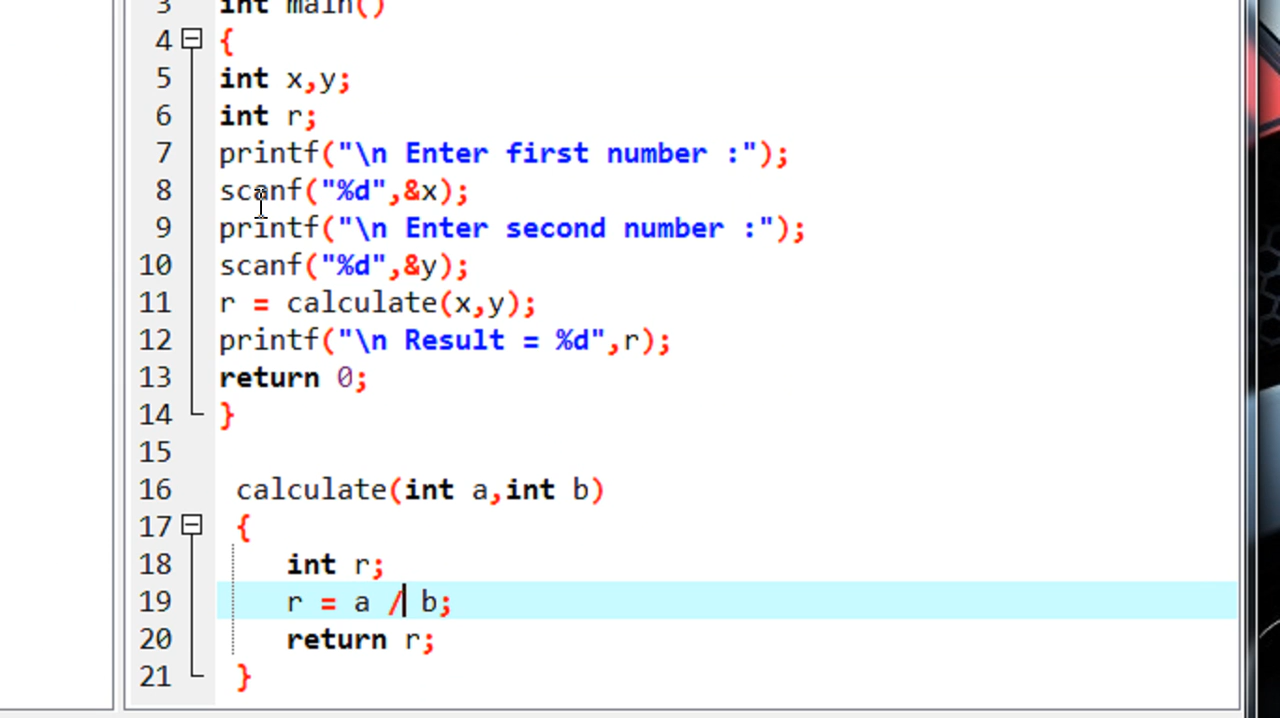 3 int main()
4 {
5 int x,y;
6 int r;
7 printf("\n Enter first number :");
8 scanf("%d",&x);
9 printf("\n Enter second number :");
10 scanf("%d",&y);
11 r = calculate(x,y);
12 printf("\n Result = %d",r);
13 return 0;
14 }
15
16 calculate(int a,int b)
17 {
18 int r;
19 r = a / b;
20 return r;
21 }